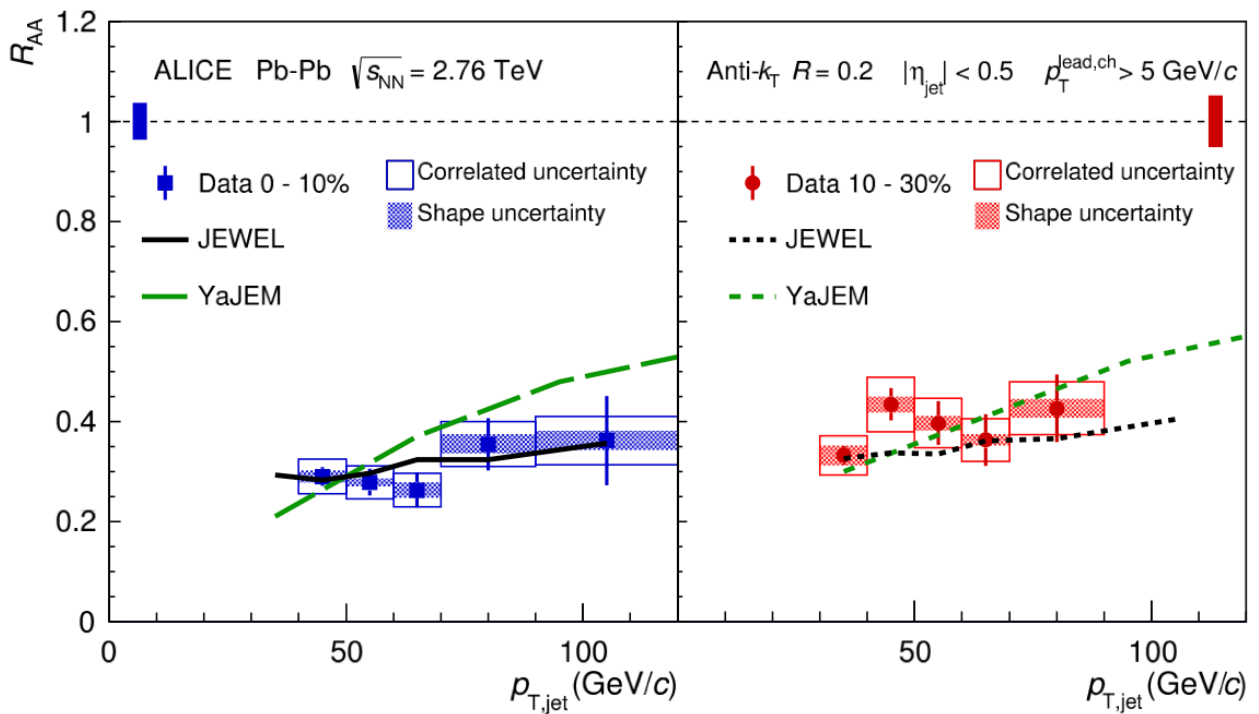 R_AA
1.2
1
0.8
0.6
0.4
0.2
0
ALICE Pb-Pb √s_NN = 2.76 TeV
Data 0 - 10%
Correlated uncertainty
Shape uncertainty
JEWEL
YaJEM
0
50
100
p_T,jet (GeV/c)
Anti-k_T R = 0.2 |η_jet| < 0.5 p_T^lead,ch > 5 GeV/c
Data 10 - 30%
Correlated uncertainty
Shape uncertainty
JEWEL
YaJEM
50
100
p_T,jet (GeV/c)